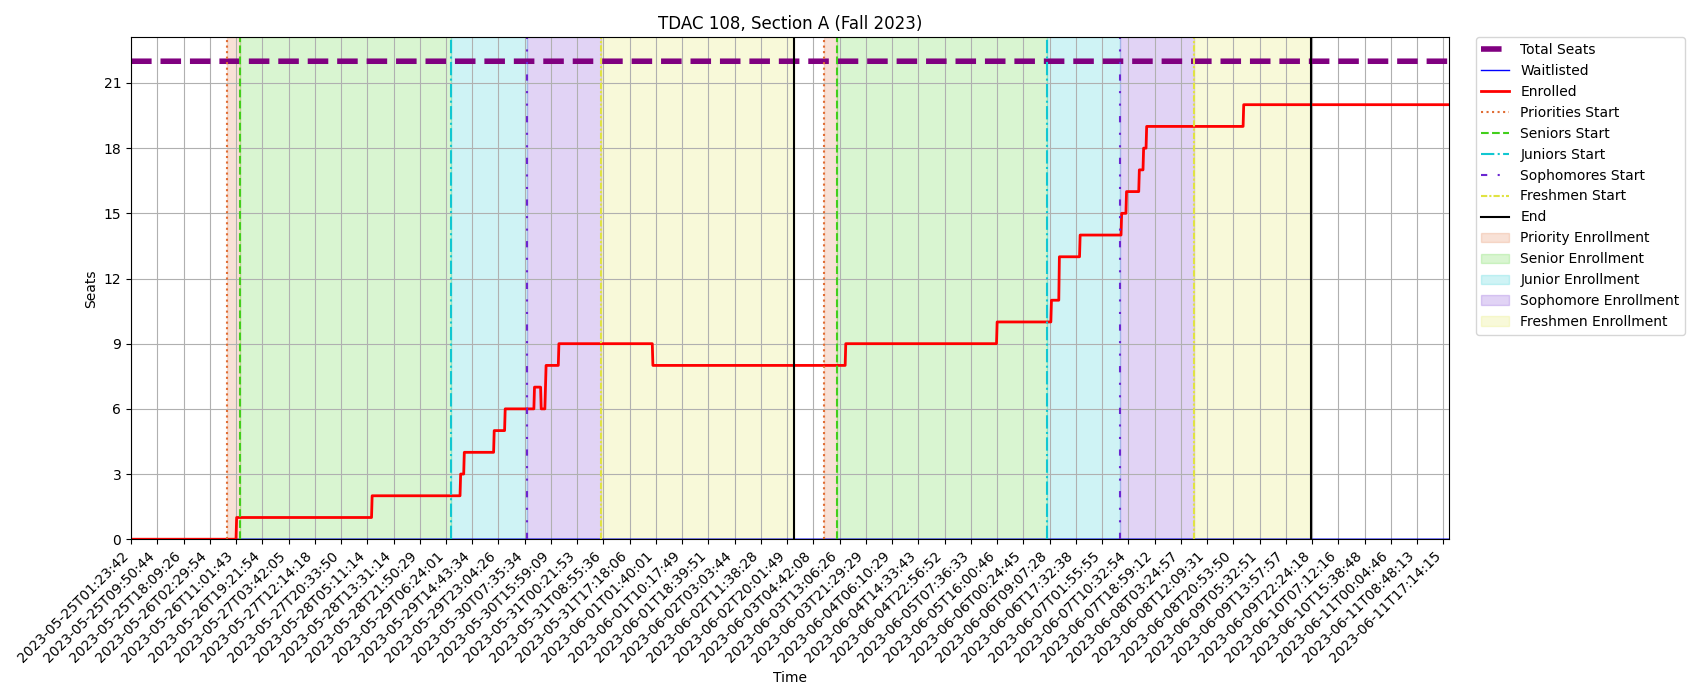 TDAC 108, Section A (Fall 2023)
Seats
21
18
15
12
9
6
3
0
2023-05-25T01:23:42
2023-05-25T09:50:44
2023-05-25T18:09:26
2023-05-26T02:29:54
2023-05-26T11:01:43
2023-05-26T19:21:54
2023-05-27T03:42:05
2023-05-27T12:14:18
2023-05-27T20:33:50
2023-05-28T05:11:14
2023-05-28T13:31:14
2023-05-28T21:50:29
2023-05-29T06:24:01
2023-05-29T14:43:34
2023-05-29T23:04:26
2023-05-30T07:35:34
2023-05-30T15:59:09
2023-05-31T00:21:53
2023-05-31T08:55:36
2023-05-31T17:18:06
2023-06-01T01:40:01
2023-06-01T10:17:49
2023-06-01T18:39:51
2023-06-02T03:03:44
2023-06-02T11:38:28
2023-06-02T20:01:49
2023-06-03T04:42:08
2023-06-03T13:06:26
2023-06-03T21:29:29
2023-06-04T06:10:29
2023-06-04T14:33:43
2023-06-04T22:56:52
2023-06-05T07:36:33
2023-06-05T16:00:46
2023-06-06T00:24:45
2023-06-06T09:07:28
2023-06-06T17:32:38
2023-06-07T01:55:55
2023-06-07T10:32:54
2023-06-07T18:59:12
2023-06-08T03:24:57
2023-06-08T12:09:31
2023-06-08T20:53:50
2023-06-09T05:32:51
2023-06-09T13:57:57
2023-06-09T22:24:18
2023-06-10T07:12:16
2023-06-10T15:38:48
2023-06-11T00:04:46
2023-06-11T08:48:13
2023-06-11T17:14:15
Time
Total Seats
Waitlisted
Enrolled
Priorities Start
Seniors Start
Juniors Start
Sophomores Start
Freshmen Start
End
Priority Enrollment
Senior Enrollment
Junior Enrollment
Sophomore Enrollment
Freshmen Enrollment